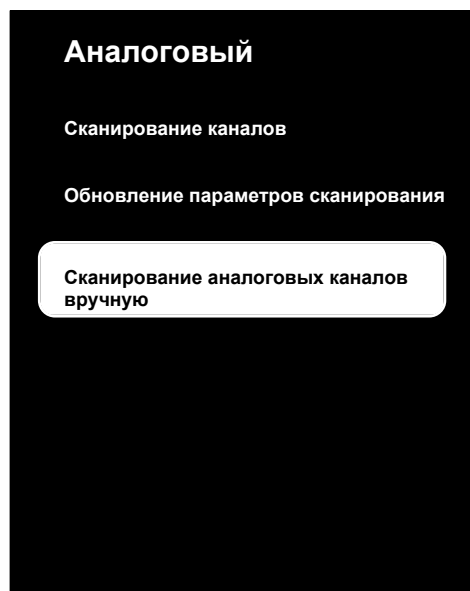 Аналоговый
Сканирование каналов
Обновление параметров сканирования
Сканирование аналоговых каналов
вручную